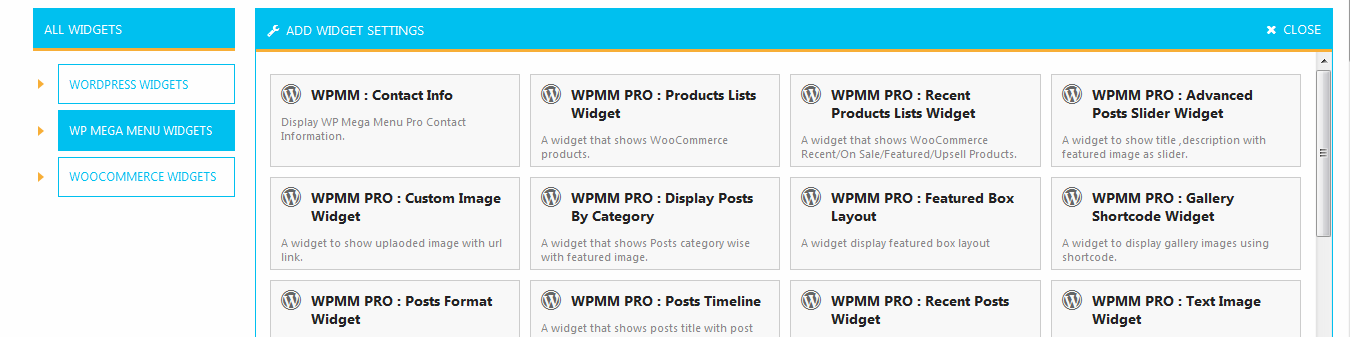 ALL WIDGETS
ADD WIDGET SETTINGS
CLOSE
WORDPRESS WIDGETS
WP MEGA MENU WIDGETS
WOOCOMMERCE WIDGETS
WPMM : Contact Info
Display WP Mega Menu Pro Contact
Information.
WPMM PRO : Products Lists
Widget
A widget that shows WooCommerce
products.
WPMM PRO : Recent
Products Lists Widget
A widget that shows WooCommerce
Recent/On Sale/Featured/Upsell Products.
WPMM PRO : Advanced
Posts Slider Widget
A widget to show title ,description with
featured image as slider.
WPMM PRO : Custom Image
Widget
A widget to show uplaoded image with url
link.
WPMM PRO : Display Posts
By Category
A widget that shows Posts category wise
with featured image.
WPMM PRO : Featured Box
Layout
A widget display featured box layout
WPMM PRO : Gallery
Shortcode Widget
A widget to display gallery images using
shortcode.
WPMM PRO : Posts Format
Widget
WPMM PRO : Posts Timeline
A widget that shows posts title with post
WPMM PRO : Recent Posts
Widget
WPMM PRO : Text Image
Widget